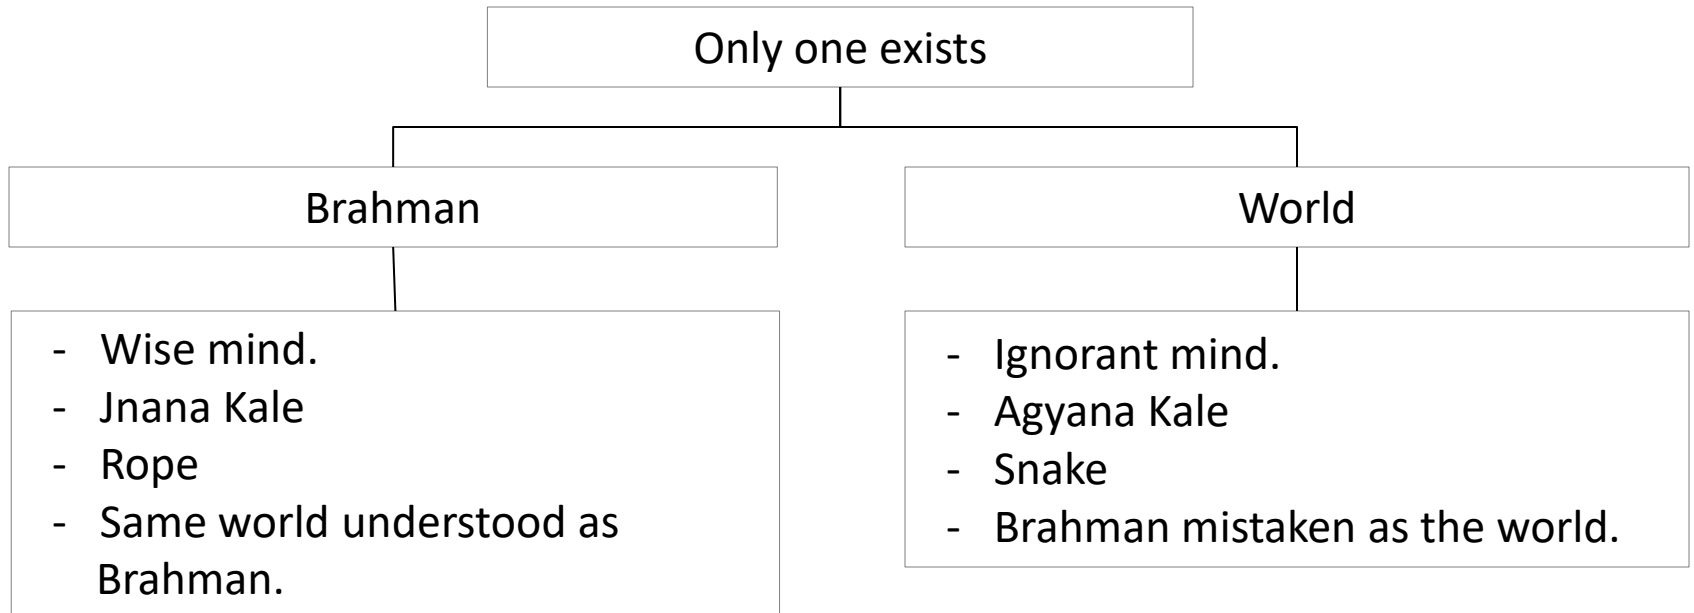 Only one exists
Brahman
World
- Wise mind.
- Jnana Kale
- Rope
- Same world understood as
Brahman.
- Ignorant mind.
- Agyana Kale
- Snake
- Brahman mistaken as the world.